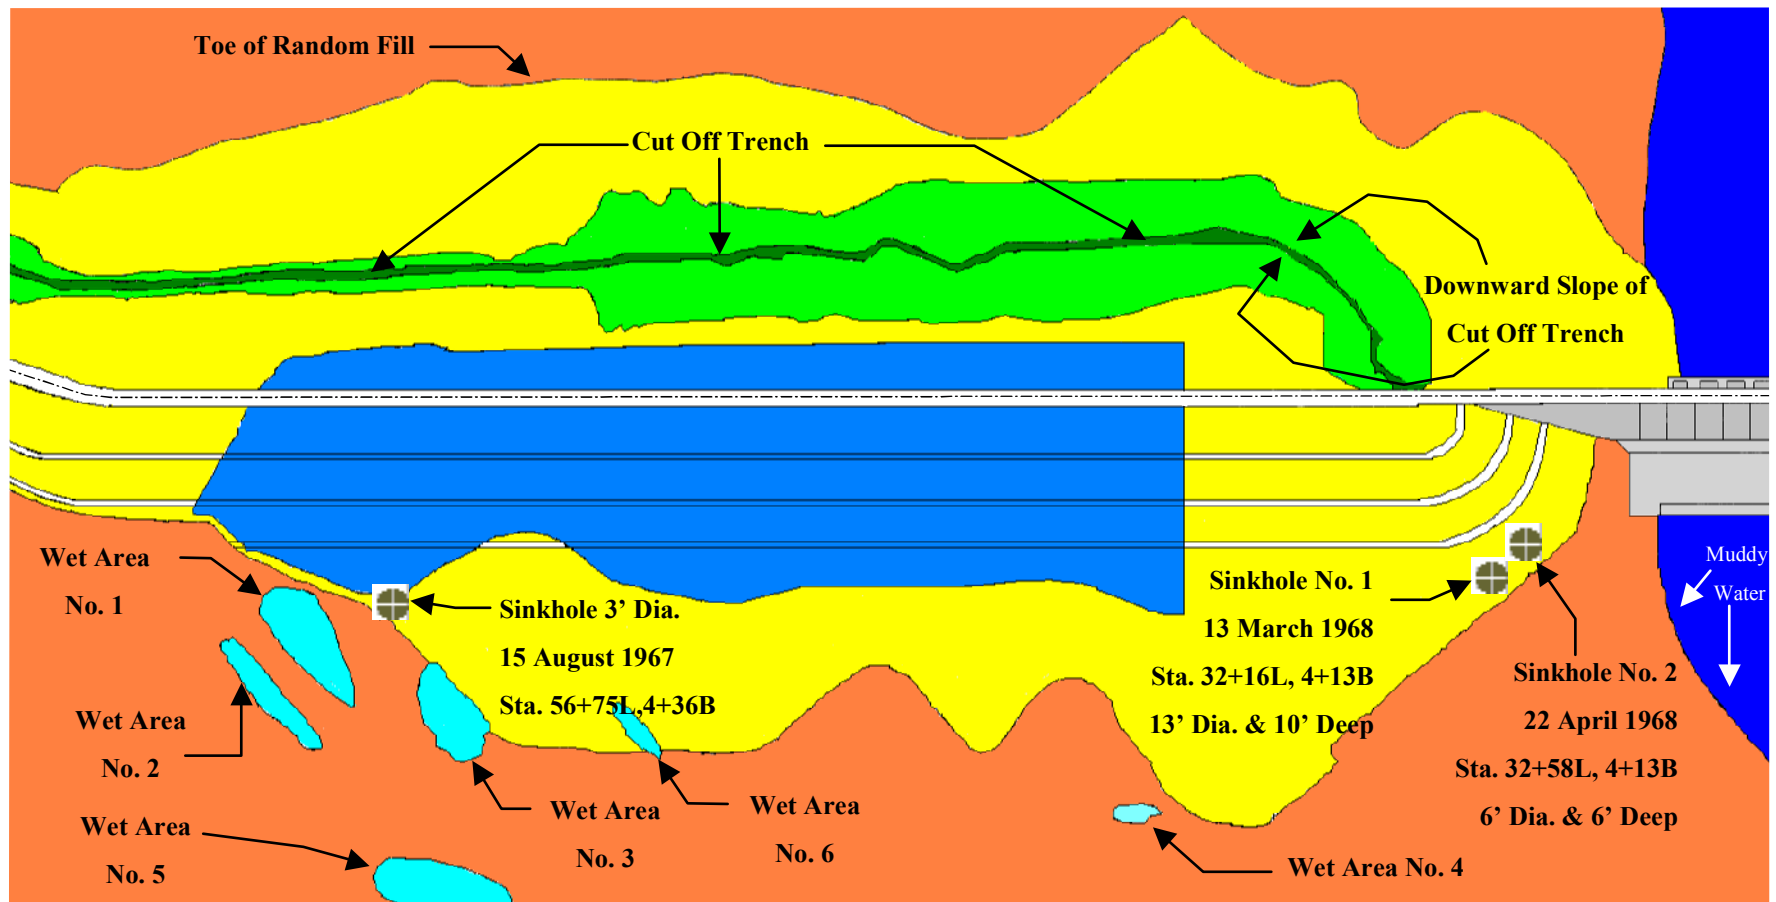 Toe of Random Fill
Cut Off Trench
Downward Slope of
Cut Off Trench
Wet Area
No. 1
Sinkhole 3’ Dia.
15 August 1967
Sta. 56+75L,4+36B
Sinkhole No. 1
13 March 1968
Sta. 32+16L, 4+13B
13’ Dia. & 10’ Deep
Muddy
Water
Sinkhole No. 2
22 April 1968
Sta. 32+58L, 4+13B
6’ Dia. & 6’ Deep
Wet Area
No. 2
Wet Area
No. 3
Wet Area
No. 6
Wet Area
No. 5
Wet Area No. 4